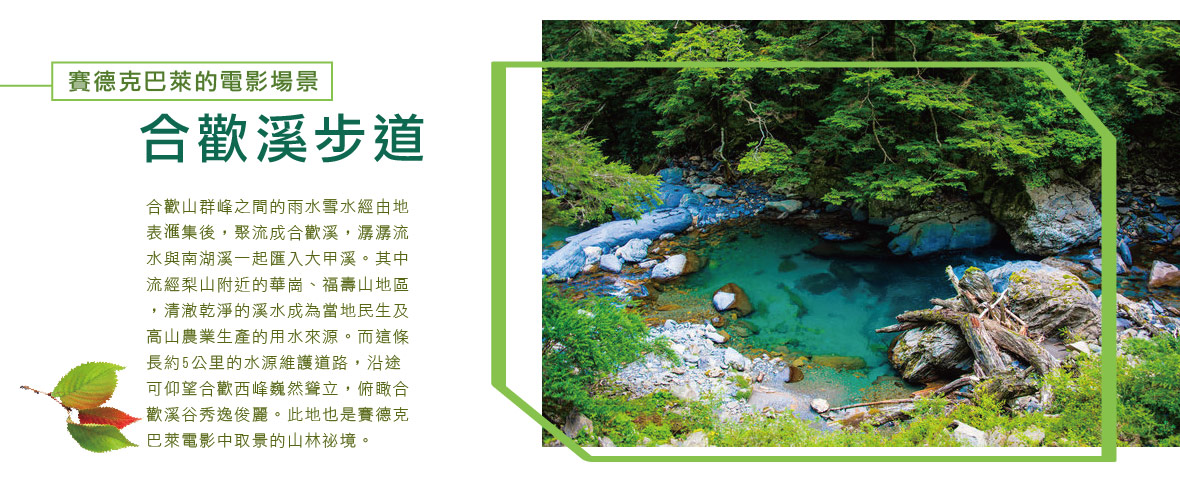 賽德克巴萊的電影場景
合歡溪步道
合歡山群峰之間的雨水雪水經由地
表滙集後，聚流成合歡溪，潺潺流
水與南湖溪一起匯入大甲溪。其中
流經梨山附近的華崗、福壽山地區
，清澈乾淨的溪水成為當地民生及
高山農業生產的用水來源。而這條
長約5公里的水源維護道路，沿途
可仰望合歡西峰巍然聳立，俯瞰合
歡溪谷秀逸俊麗。此地也是賽德克
巴萊電影中取景的山林祕境。